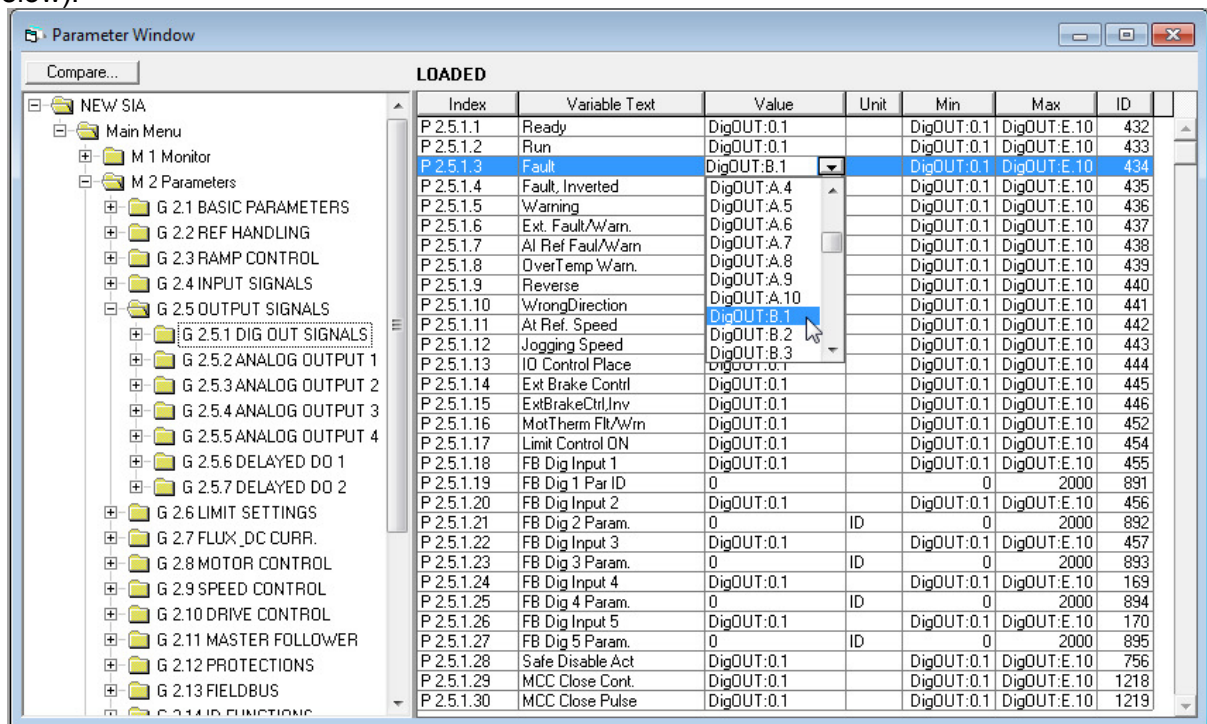 elow).
Parameter Window
Compare...
LOADED
NEW SIA
Main Menu
M 1 Monitor
M 2 Parameters
G 2.1 BASIC PARAMETERS
G 2.2 REF HANDLING
G 2.3 RAMP CONTROL
G 2.4 INPUT SIGNALS
G 2.5 OUTPUT SIGNALS
G 2.5.1 DIG OUT SIGNALS
G 2.5.2 ANALOG OUTPUT 1
G 2.5.3 ANALOG OUTPUT 2
G 2.5.4 ANALOG OUTPUT 3
G 2.5.5 ANALOG OUTPUT 4
G 2.5.6 DELAYED DO 1
G 2.5.7 DELAYED DO 2
G 2.6 LIMIT SETTINGS
G 2.7 FLUX _DC CURR.
G 2.8 MOTOR CONTROL
G 2.9 SPEED CONTROL
G 2.10 DRIVE CONTROL
G 2.11 MASTER FOLLOWER
G 2.12 PROTECTIONS
G 2.13 FIELDBUS
G 2.14 ID FUNCTIONS
Index Variable Text Value Unit Min Max ID
P 2.5.1.1 Ready DigOUT:0.1 DigOUT:0.1 DigOUT:E.10 432
P 2.5.1.2 Run DigOUT:0.1 DigOUT:0.1 DigOUT:E.10 433
P 2.5.1.3 Fault DigOUT:B.1 DigOUT:0.1 DigOUT:E.10 434
P 2.5.1.4 Fault, Inverted DigOUT:A.4 DigOUT:0.1 DigOUT:E.10 435
P 2.5.1.5 Warning DigOUT:A.5 DigOUT:0.1 DigOUT:E.10 436
P 2.5.1.6 Ext. Fault/Warn. DigOUT:A.6 DigOUT:0.1 DigOUT:E.10 437
P 2.5.1.7 AI Ref Faul/Warn DigOUT:A.7 DigOUT:0.1 DigOUT:E.10 438
P 2.5.1.8 OverTemp Warn. DigOUT:A.8 DigOUT:0.1 DigOUT:E.10 439
P 2.5.1.9 Reverse DigOUT:A.9 DigOUT:0.1 DigOUT:E.10 440
P 2.5.1.10 WrongDirection DigOUT:A.10 DigOUT:0.1 DigOUT:E.10 441
P 2.5.1.11 At Ref. Speed DigOUT:B.1 DigOUT:0.1 DigOUT:E.10 442
P 2.5.1.12 Jogging Speed DigOUT:B.2 DigOUT:0.1 DigOUT:E.10 443
DigOUT:B.3
P 2.5.1.13 IO Control Place DigOUT:0.1 DigOUT:0.1 DigOUT:E.10 444
P 2.5.1.14 Ext Brake Contrl DigOUT:0.1 DigOUT:0.1 DigOUT:E.10 445
P 2.5.1.15 ExtBrakeCtrl,Inv DigOUT:0.1 DigOUT:0.1 DigOUT:E.10 446
P 2.5.1.16 MotTherm Flt/Wrn DigOUT:0.1 DigOUT:0.1 DigOUT:E.10 452
P 2.5.1.17 Limit Control ON DigOUT:0.1 DigOUT:0.1 DigOUT:E.10 454
P 2.5.1.18 FB Dig Input 1 DigOUT:0.1 DigOUT:0.1 DigOUT:E.10 455
P 2.5.1.19 FB Dig 1 Par ID 0 0 2000 891
P 2.5.1.20 FB Dig Input 2 DigOUT:0.1 DigOUT:0.1 DigOUT:E.10 456
P 2.5.1.21 FB Dig 2 Param. 0 ID 0 2000 892
P 2.5.1.22 FB Dig Input 3 DigOUT:0.1 DigOUT:0.1 DigOUT:E.10 457
P 2.5.1.23 FB Dig 3 Param. 0 ID 0 2000 893
P 2.5.1.24 FB Dig Input 4 DigOUT:0.1 DigOUT:0.1 DigOUT:E.10 169
P 2.5.1.25 FB Dig 4 Param. 0 ID 0 2000 894
P 2.5.1.26 FB Dig Input 5 DigOUT:0.1 DigOUT:0.1 DigOUT:E.10 170
P 2.5.1.27 FB Dig 5 Param. 0 ID 0 2000 895
P 2.5.1.28 Safe Disable Act DigOUT:0.1 DigOUT:0.1 DigOUT:E.10 756
P 2.5.1.29 MCC Close Cont. DigOUT:0.1 DigOUT:0.1 DigOUT:E.10 1218
P 2.5.1.30 MCC Close Pulse DigOUT:0.1 DigOUT:0.1 DigOUT:E.10 1219